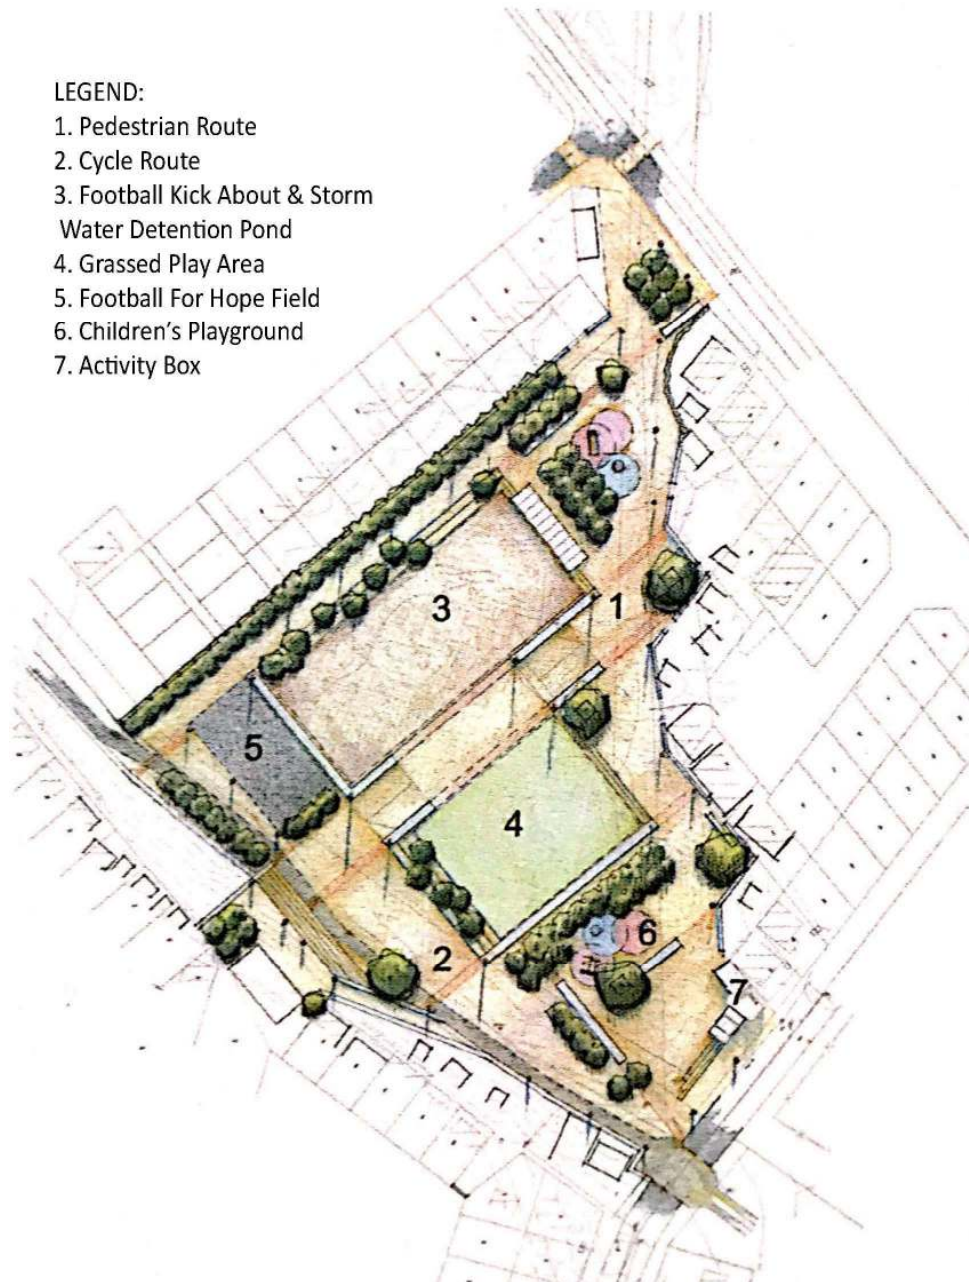 LEGEND:
1. Pedestrian Route
2. Cycle Route
3. Football Kick About & Storm
Water Detention Pond
4. Grassed Play Area
5. Football For Hope Field
6. Children's Playground
7. Activity Box
3
1
5
4
6
2
7